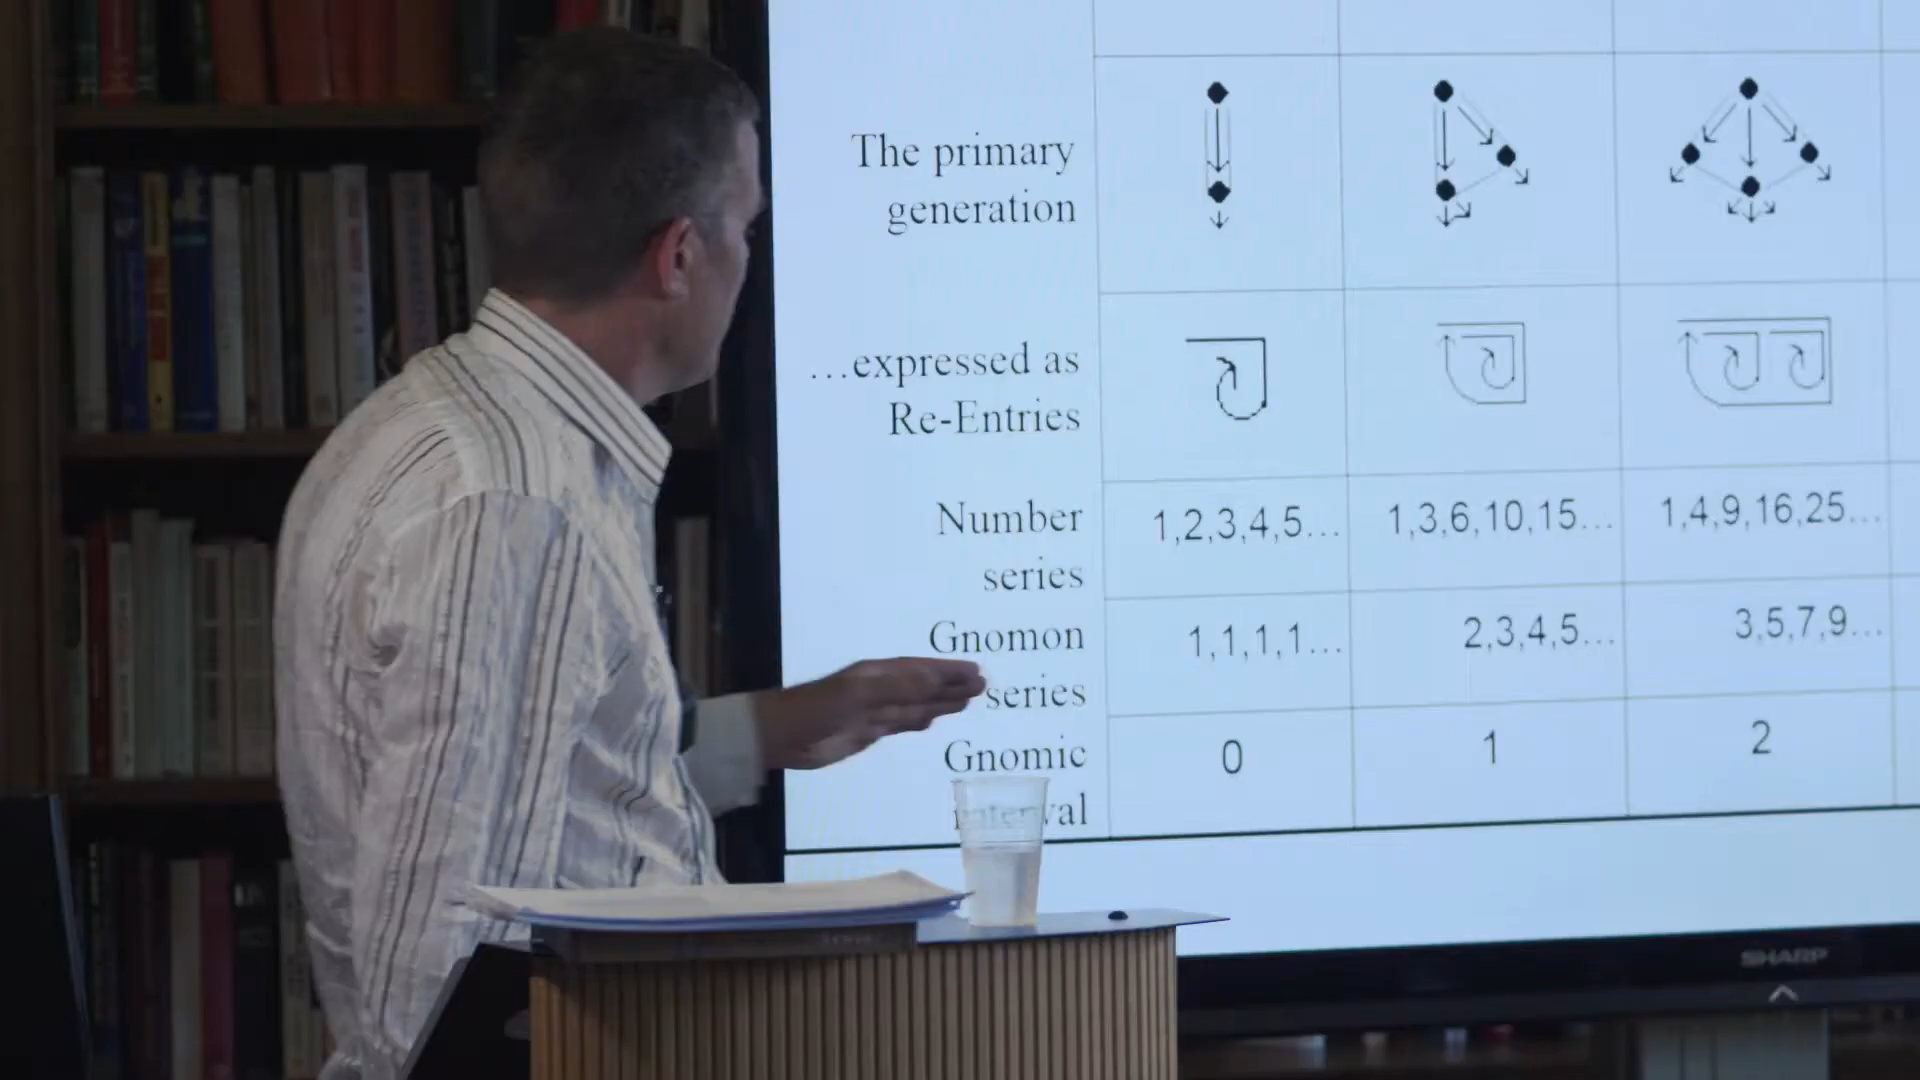 The primary
generation
...expressed as
Re-Entries
Number
series
1,2,3,4,5...
1,3,6,10,15...
1,4,9,16,25...
Gnomon
series
1,1,1,1...
2,3,4,5...
3,5,7,9...
Gnomic
interval
0
1
2
SHARP